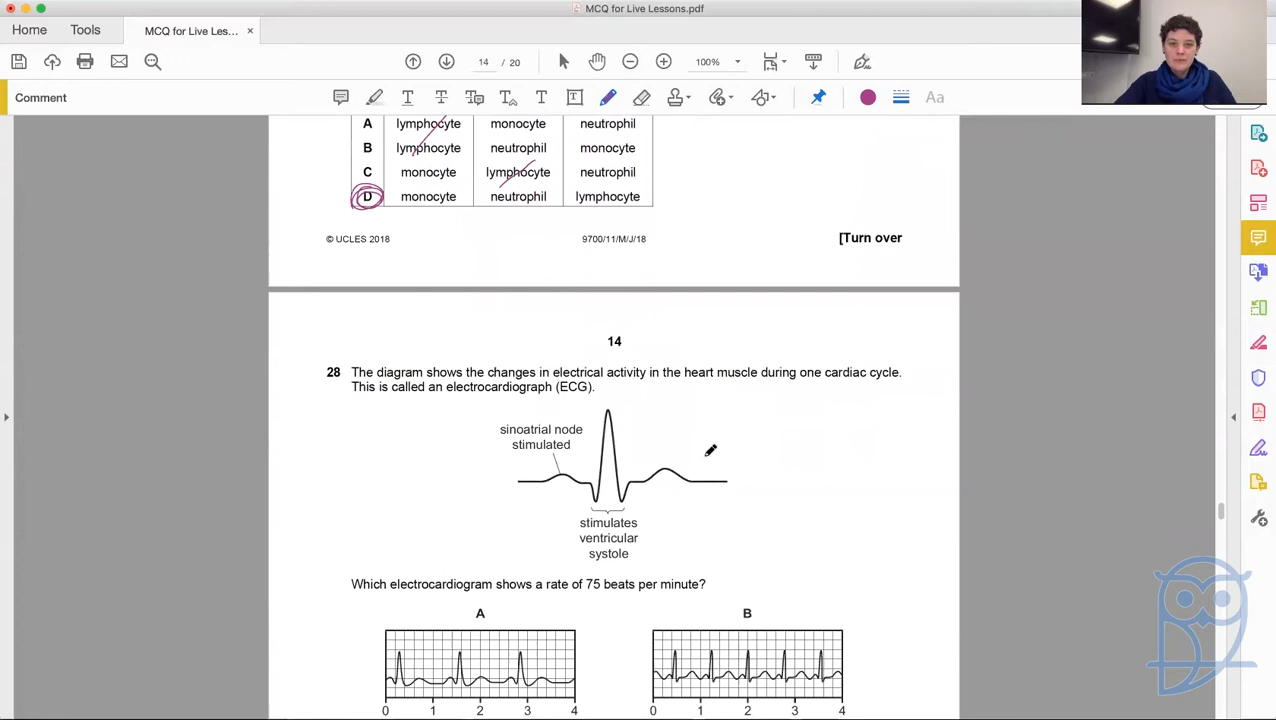 MCQ for Live Lessons.pdf
Home
Tools
MCQ for Live Les...
×
14 / 20
100%
Comment
Aa
A lymphocyte monocyte neutrophil
B lymphocyte neutrophil monocyte
C monocyte lymphocyte neutrophil
D monocyte neutrophil lymphocyte
© UCLES 2018 9700/11/M/J/18 [Turn over
14
28 The diagram shows the changes in electrical activity in the heart muscle during one cardiac cycle.
This is called an electrocardiograph (ECG).
sinoatrial node
stimulated
stimulates
ventricular
systole
Which electrocardiogram shows a rate of 75 beats per minute?
A B
0 1 2 3 4 0 1 2 3 4